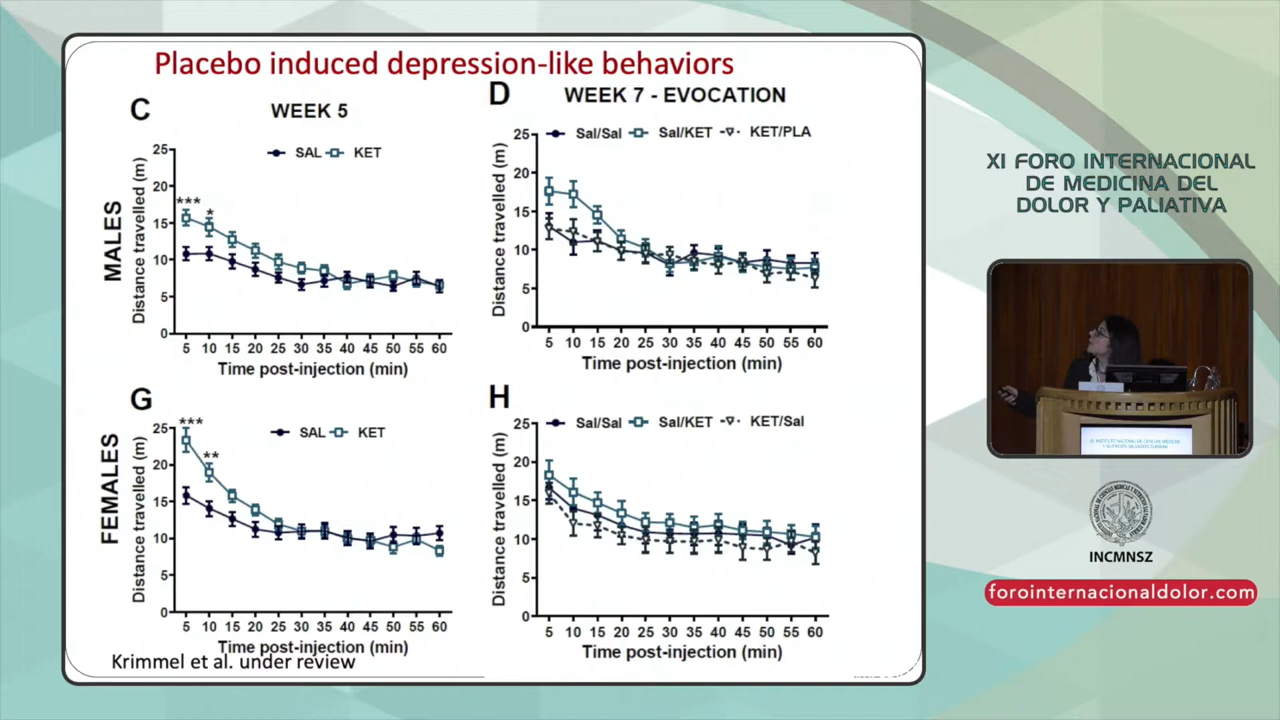 Placebo induced depression-like behaviors
C
WEEK 5
SAL KET
MALES
Distance travelled (m)
25
20
15
10
5
0
***
*
5 10 15 20 25 30 35 40 45 50 55 60
Time post-injection (min)
D
WEEK 7 - EVOCATION
Sal/Sal Sal/KET KET/PLA
Distance travelled (m)
25
20
15
10
5
0
5 10 15 20 25 30 35 40 45 50 55 60
Time post-injection (min)
G
SAL KET
FEMALES
Distance travelled (m)
25
20
15
10
5
0
***
**
5 10 15 20 25 30 35 40 45 50 55 60
Time post-injection (min)
H
Sal/Sal Sal/KET KET/Sal
Distance travelled (m)
25
20
15
10
5
0
5 10 15 20 25 30 35 40 45 50 55 60
Time post-injection (min)
Krimmel et al. under review
XI FORO INTERNACIONAL
DE MEDICINA DEL
DOLOR Y PALIATIVA
INCMNSZ
forointernacionaldolor.com